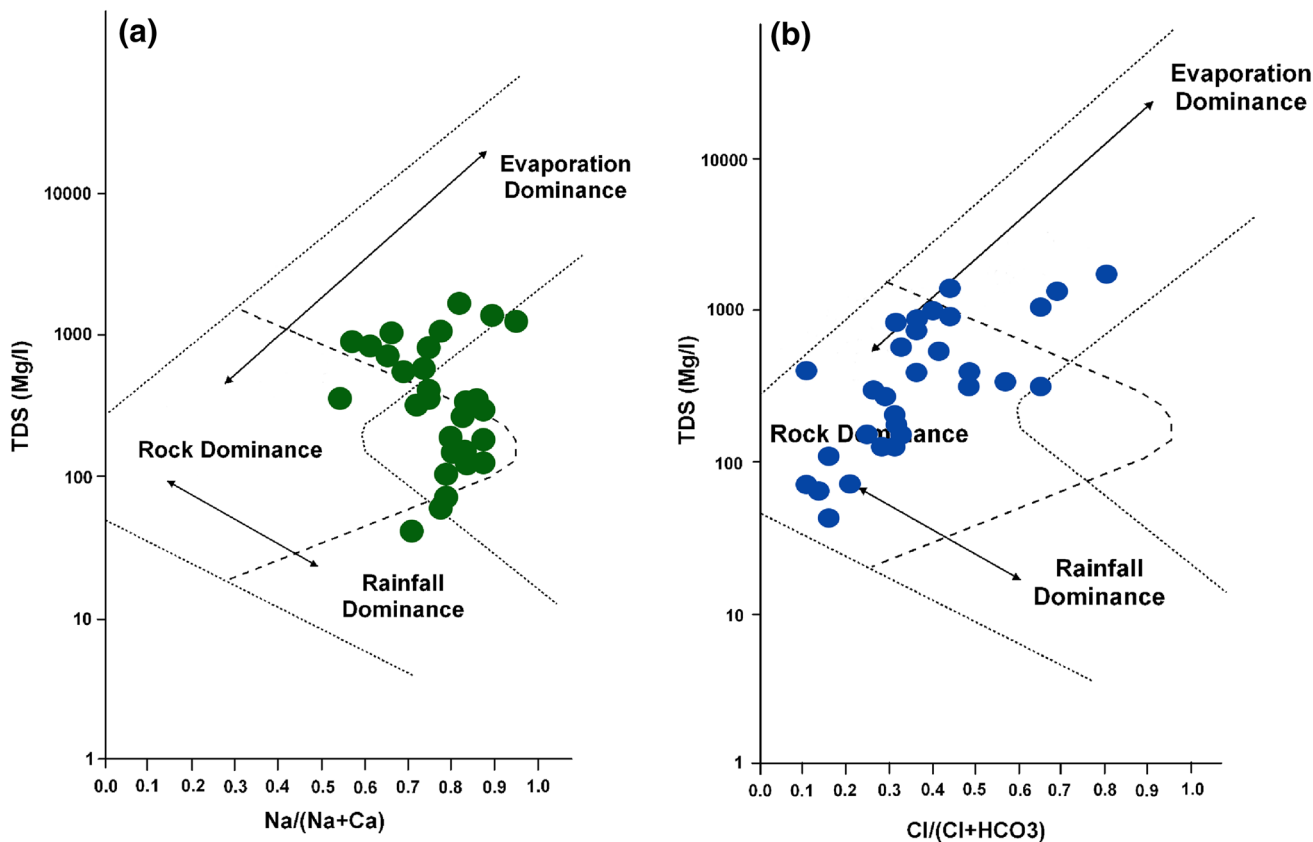 (a)
Evaporation
Dominance
10000
1000
Rock Dominance
100
Rainfall
Dominance
10
1
TDS (Mg/l)
0.0 0.1 0.2 0.3 0.4 0.5 0.6 0.7 0.8 0.9 1.0
Na/(Na+Ca)
(b)
Evaporation
Dominance
10000
1000
Rock Dominance
100
Rainfall
Dominance
10
1
TDS (Mg/l)
0.0 0.1 0.2 0.3 0.4 0.5 0.6 0.7 0.8 0.9 1.0
Cl/(Cl+HCO3)